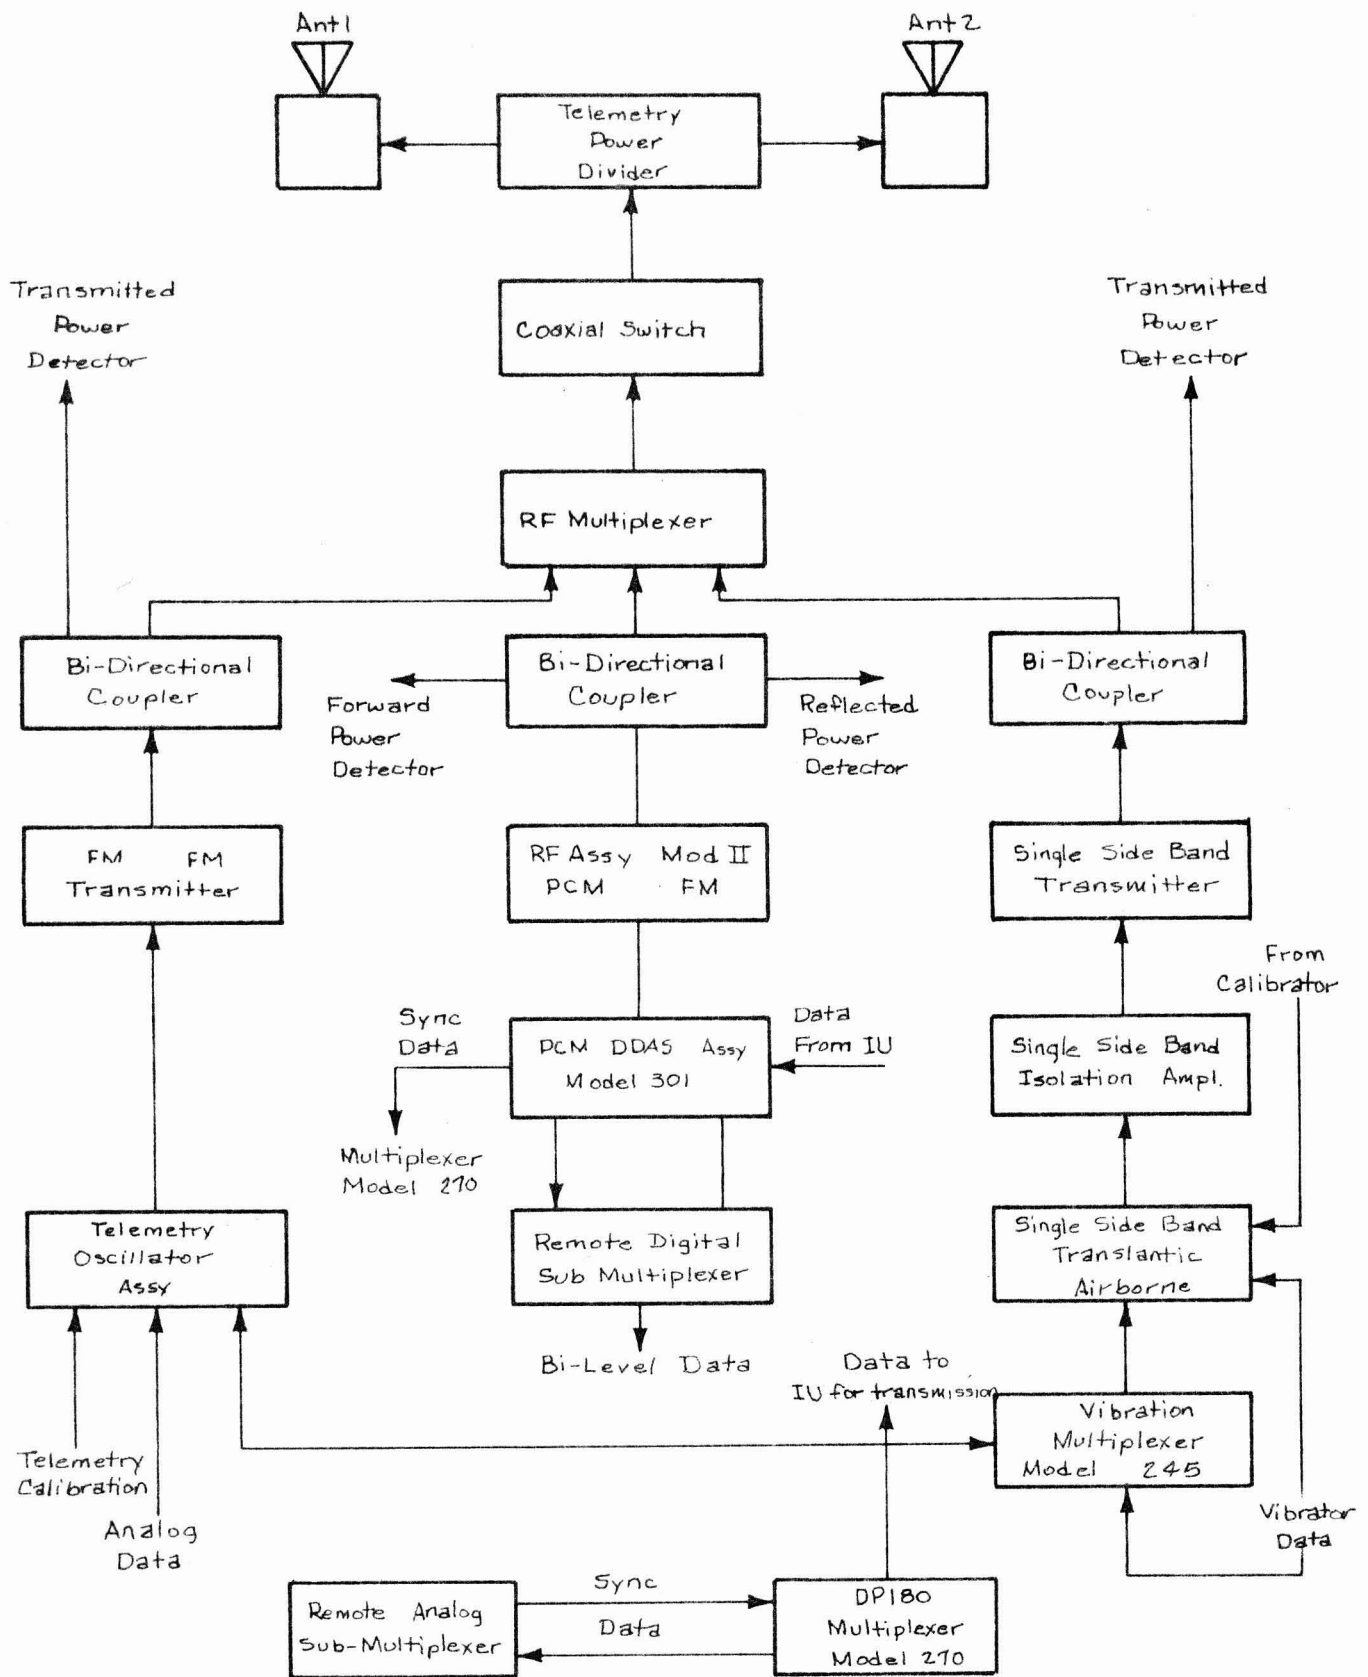 Ant1
Ant2
Telemetry
Power
Divider
Transmitted
Power
Detector
Coaxial Switch
Transmitted
Power
Detector
RF Multiplexer
Bi-Directional
Coupler
Bi-Directional
Coupler
Bi-Directional
Coupler
Forward
Power
Detector
Reflected
Power
Detector
FM FM
Transmitter
RF Assy Mod II
PCM FM
Single Side Band
Transmitter
From
Calibrator
Sync
Data
PCM DDAS Assy
Model 301
Data
From IU
Single Side Band
Isolation Ampl.
Multiplexer
Model 270
Telemetry
Oscillator
Assy
Remote Digital
Sub Multiplexer
Single Side Band
Translantic
Airborne
Bi-Level Data
Data to
IU for transmission
Vibration
Multiplexer
Model 245
Telemetry
Calibration
Analog
Data
Vibrator
Data
Remote Analog
Sub-Multiplexer
Sync
Data
DP180
Multiplexer
Model 270